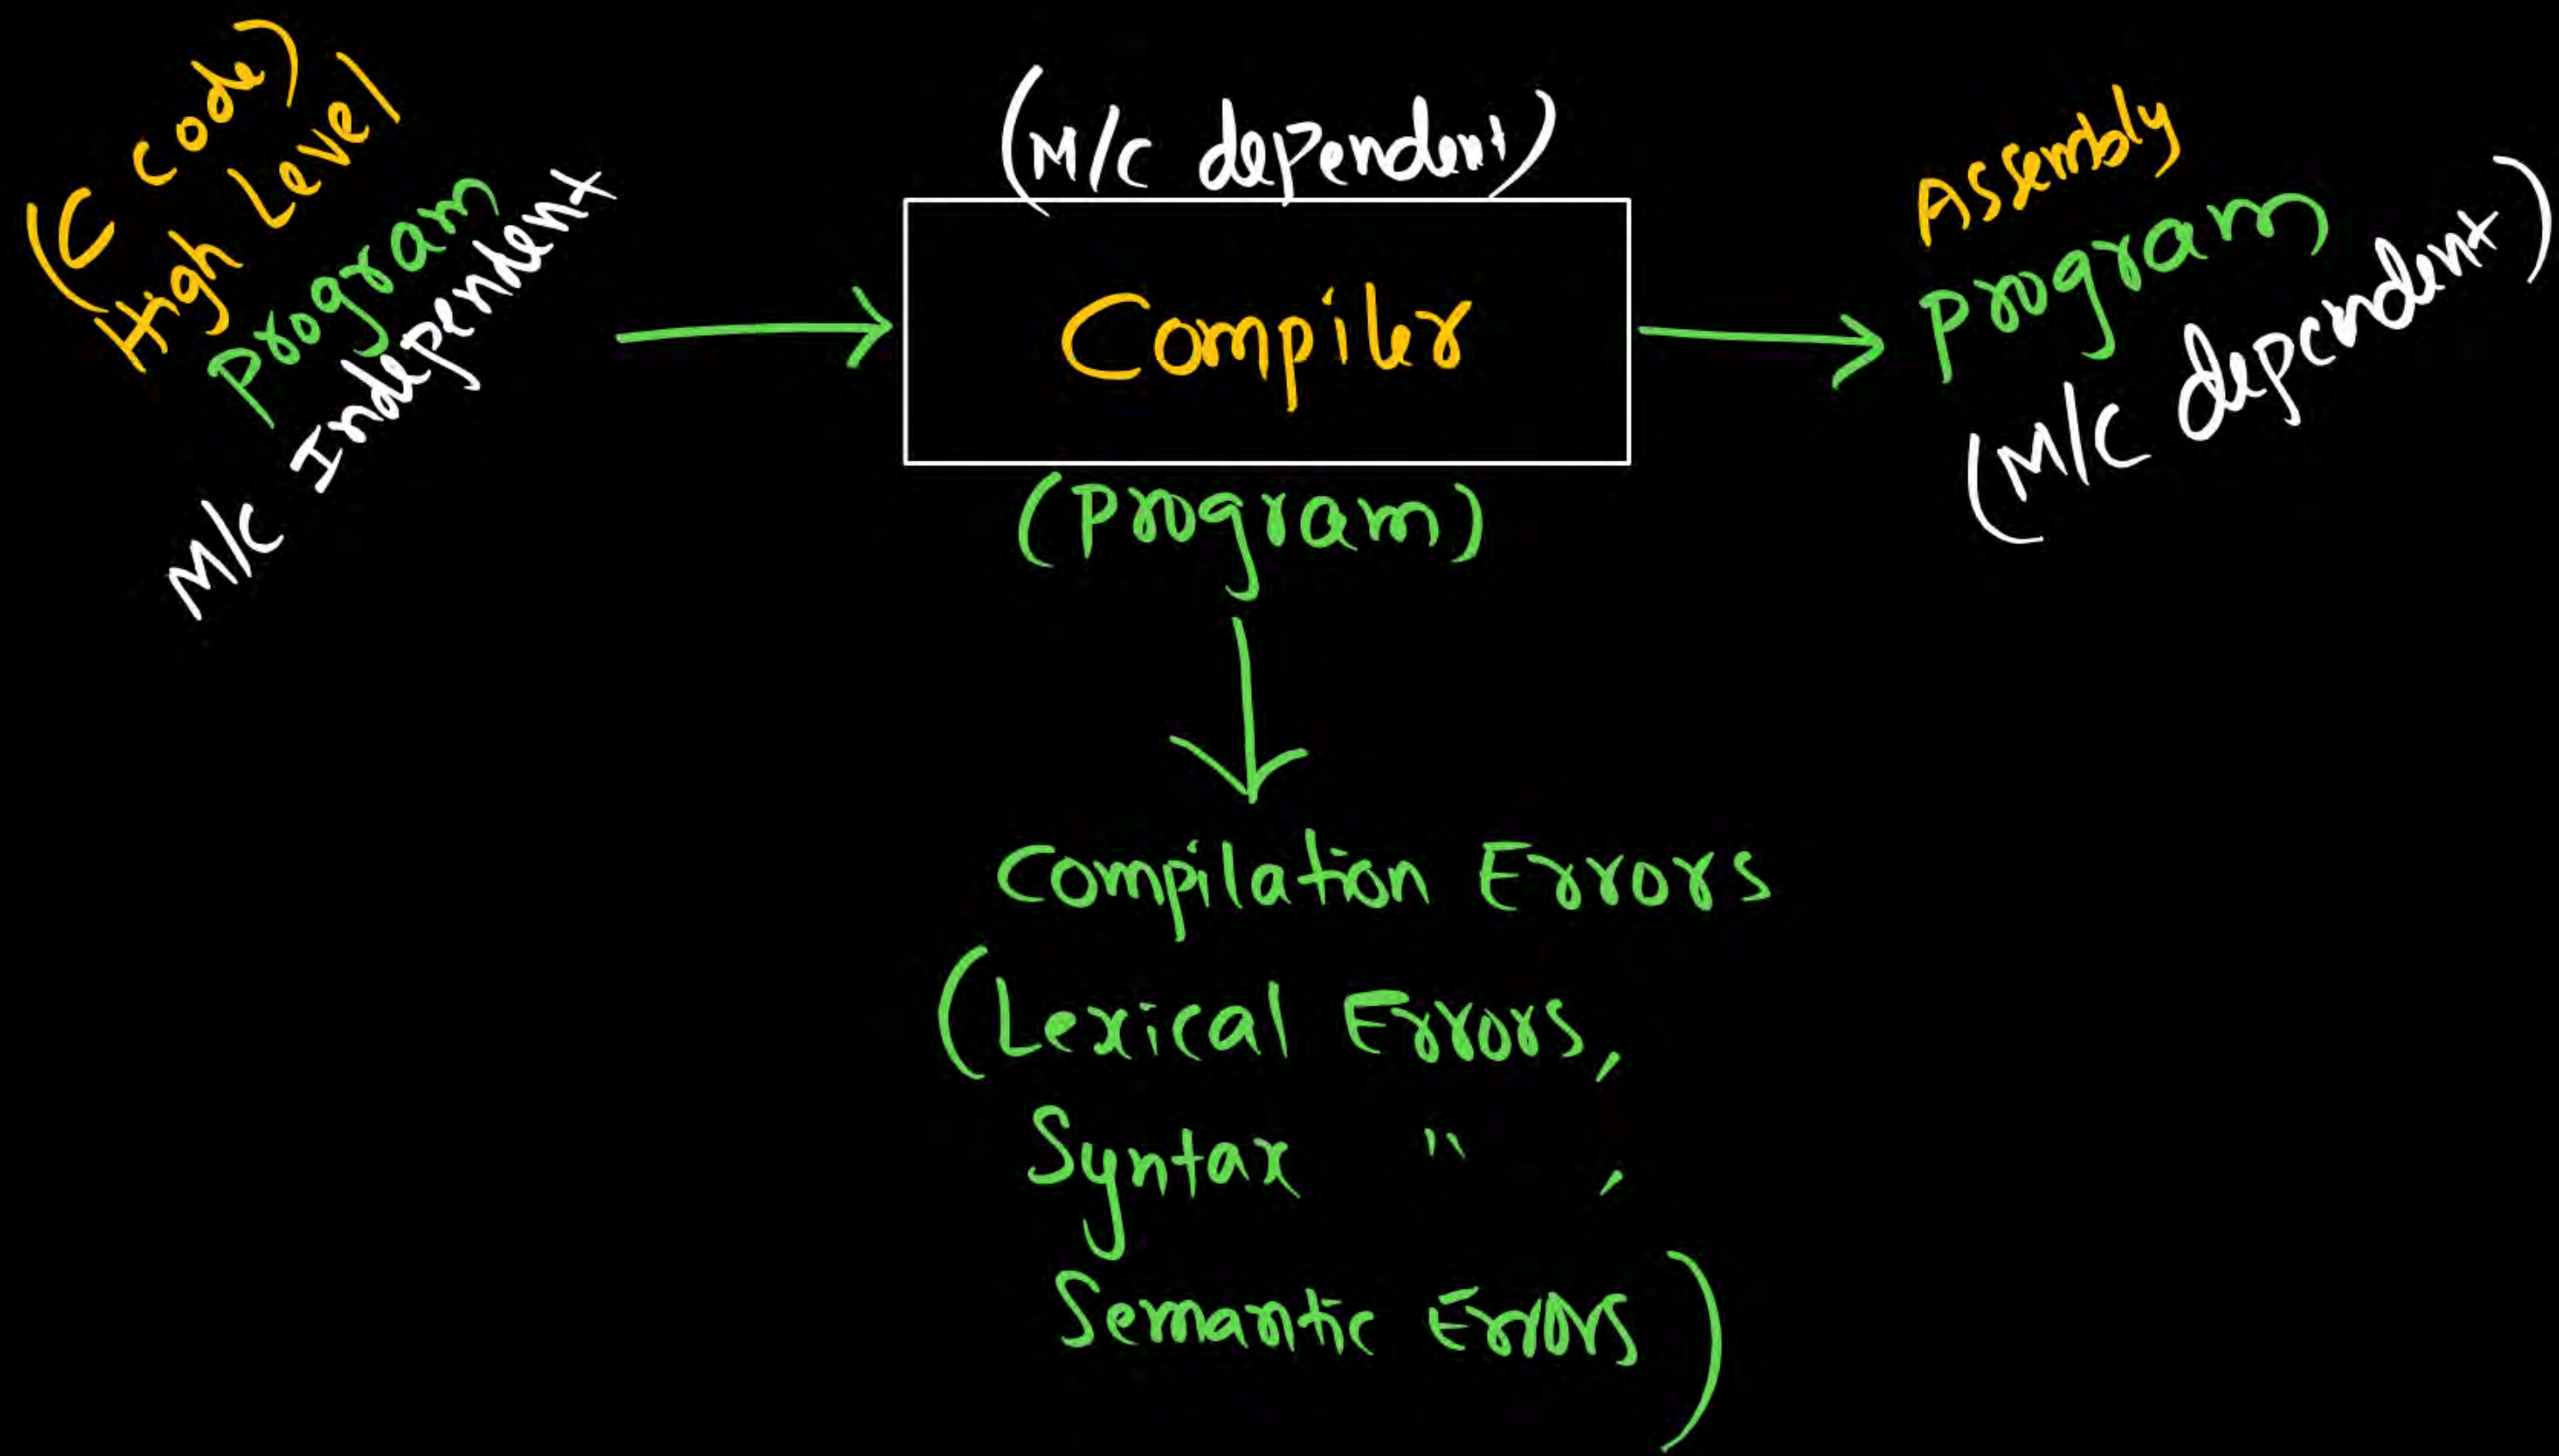 (C code)
High Level
Program
M/C Independent
(M/C dependent)
Compiler
(Program)
Assembly
Program
(M/C dependent)
Compilation Errors
(Lexical Errors,
Syntax " ,
Semantic Errors)